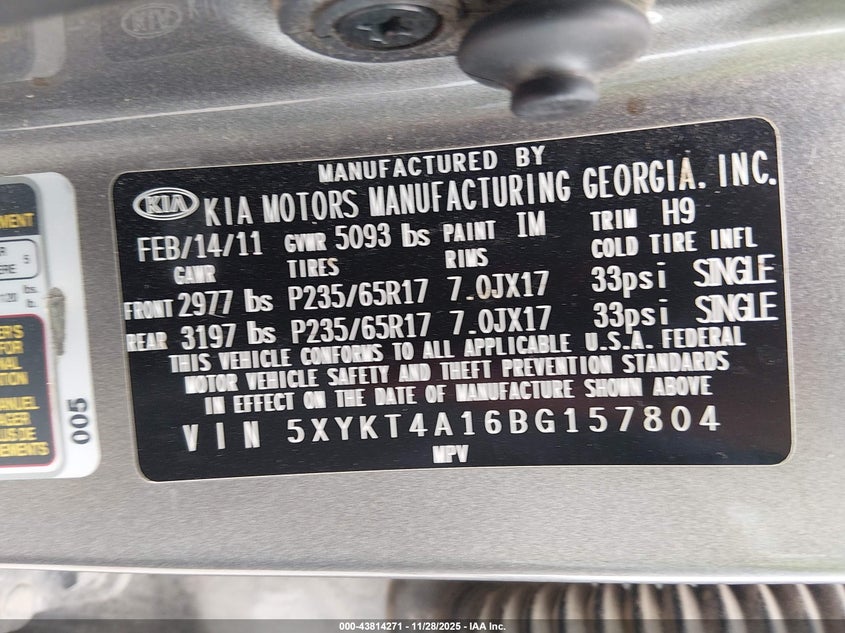 MANUFACTURED BY
KIA KIA MOTORS MANUFACTURING GEORGIA. INC.
FEB/14/11 GVWR 5093 lbs PAINT IM TRIM H9
GAWR TIRES RIMS COLD TIRE INFL
FRONT 2977 lbs P235/65R17 7.0JX17 33psi SINGLE
REAR 3197 lbs P235/65R17 7.0JX17 33psi SINGLE
THIS VEHICLE CONFORMS TO ALL APPLICABLE U.S.A. FEDERAL
MOTOR VEHICLE SAFETY AND THEFT PREVENTION STANDARDS
IN EFFECT ON THE DATE OF MANUFACTURE SHOWN ABOVE
VIN 5XYKT4A16BG157804
MPV
005
000-43814271 | 11/28/2025 | IAA Inc.